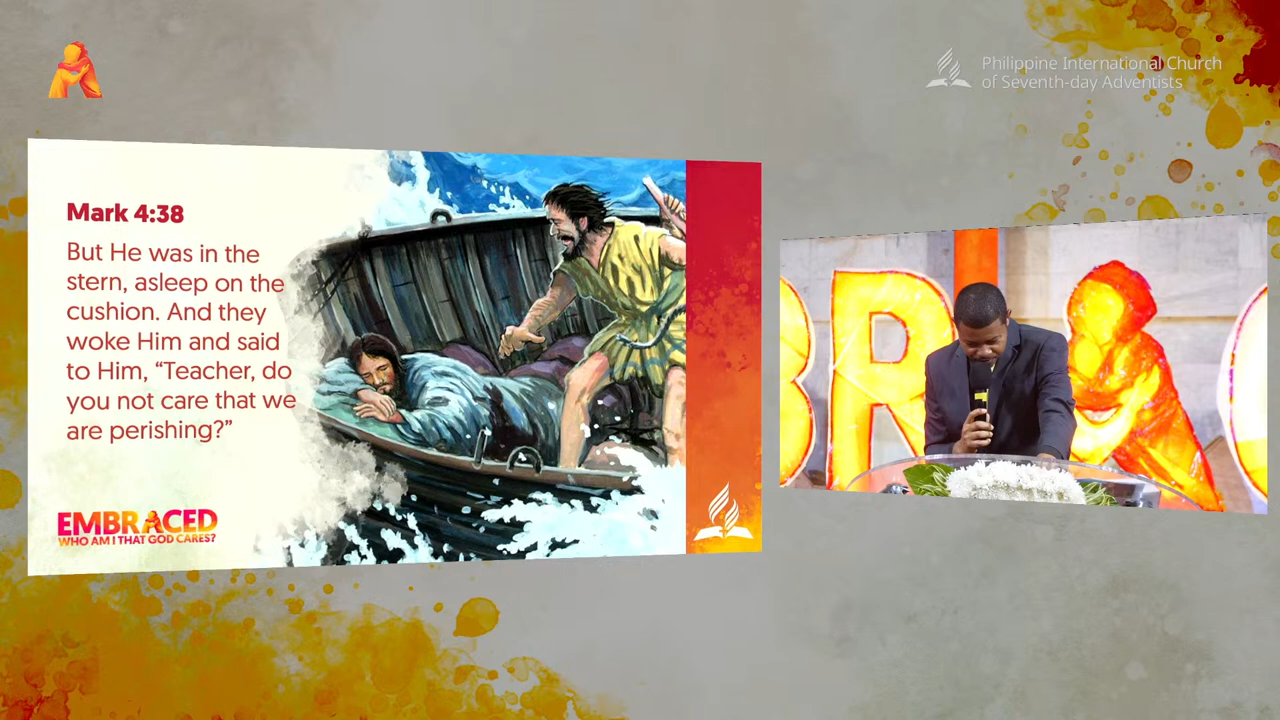 Philippine International Church
of Seventh-day Adventists
Mark 4:38
But He was in the
stern, asleep on the
cushion. And they
woke Him and said
to Him, “Teacher, do
you not care that we
are perishing?”
EMBRACED
WHO AM I THAT GOD CARES?
BR